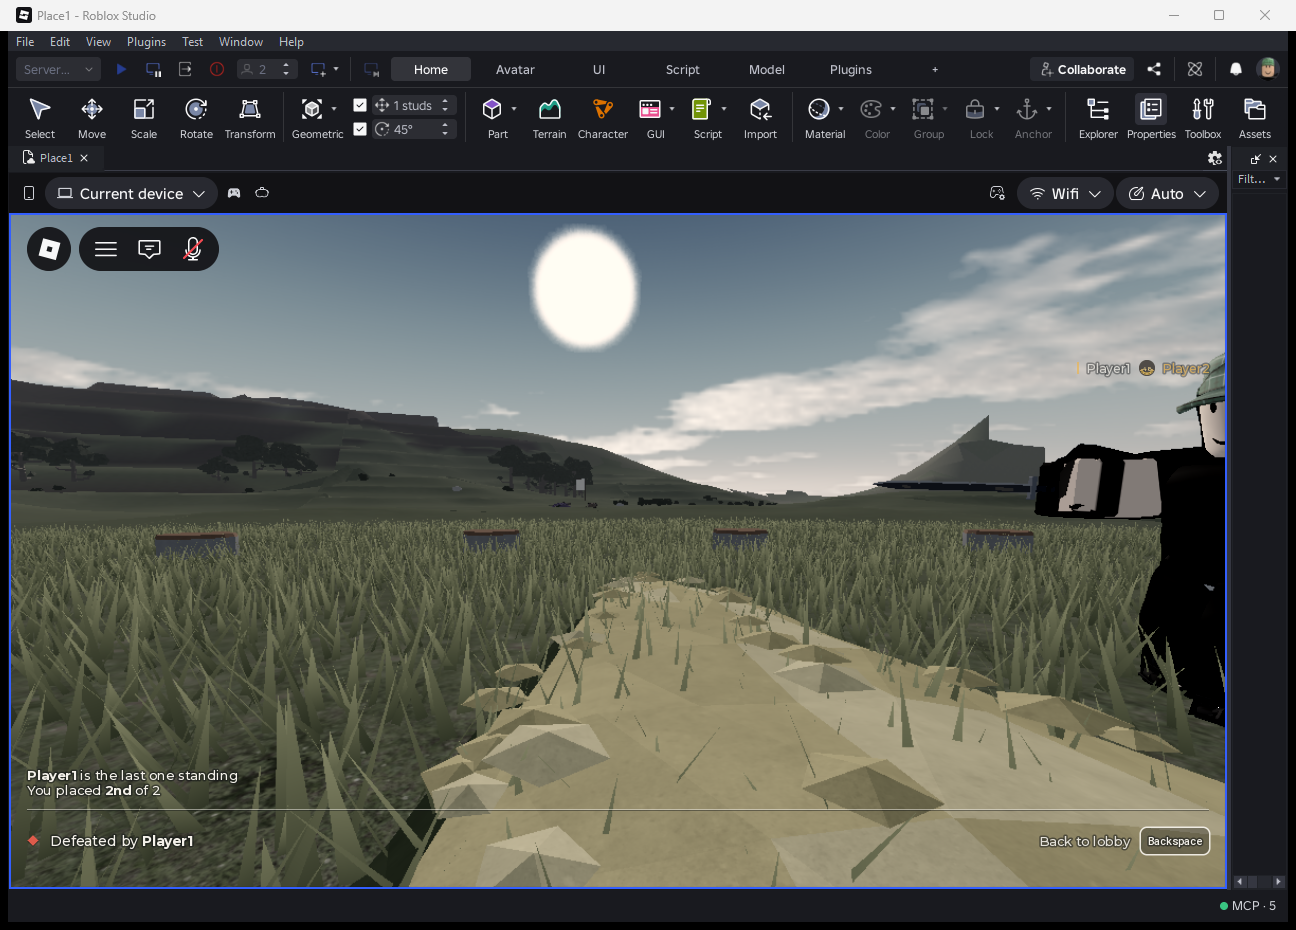 Place1 - Roblox Studio
File Edit View Plugins Test Window Help
Server... 2 Home Avatar UI Script Model Plugins + Collaborate
1 studs
45°
Select Move Scale Rotate Transform Geometric Part Terrain Character GUI Script Import Material Color Group Lock Anchor Explorer Properties Toolbox Assets
Place1
Filt...
Current device Wifi Auto
Player1 Player2
Player1 is the last one standing
You placed 2nd of 2
Defeated by Player1
Back to lobby Backspace
MCP · 5